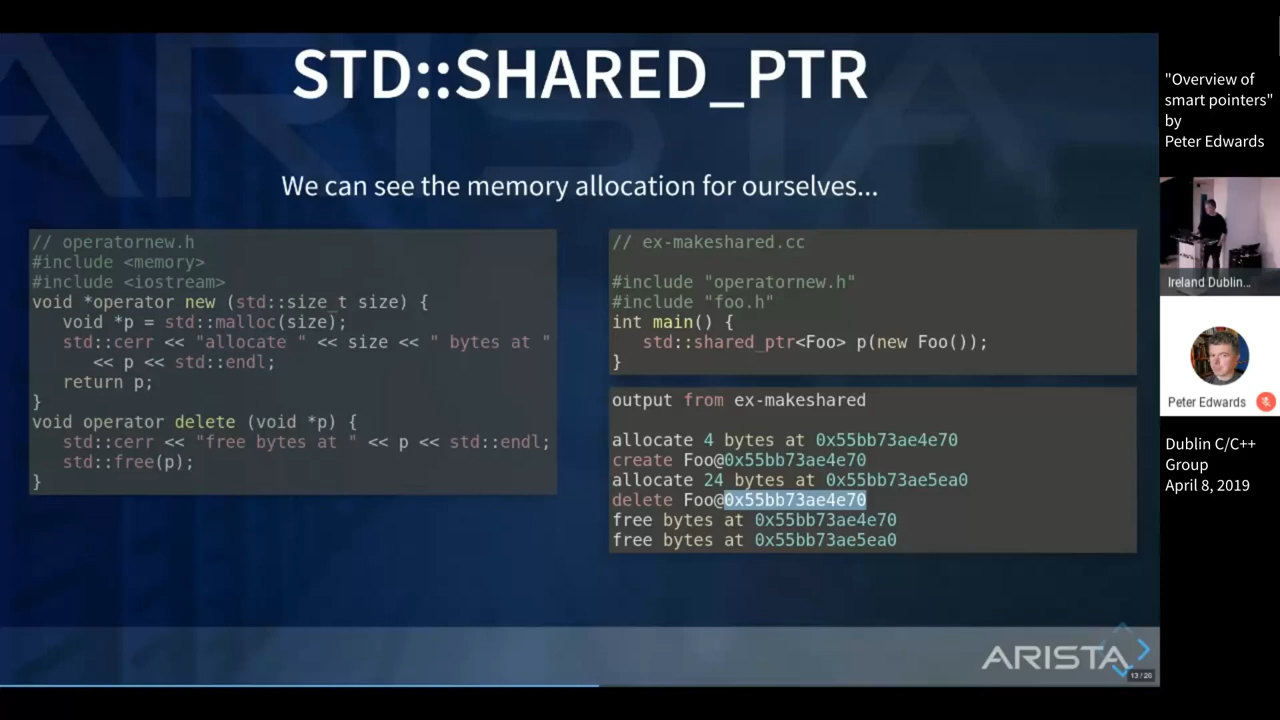 STD::SHARED_PTR
We can see the memory allocation for ourselves...
// operatornew.h
#include <memory>
#include <iostream>
void *operator new (std::size_t size) {
void *p = std::malloc(size);
std::cerr << "allocate " << size << " bytes at "
<< p << std::endl;
return p;
}
void operator delete (void *p) {
std::cerr << "free bytes at " << p << std::endl;
std::free(p);
}
// ex-makeshared.cc
#include "operatornew.h"
#include "foo.h"
int main() {
std::shared_ptr<Foo> p(new Foo());
}
output from ex-makeshared
allocate 4 bytes at 0x55bb73ae4e70
create Foo@0x55bb73ae4e70
allocate 24 bytes at 0x55bb73ae5ea0
delete Foo@0x55bb73ae4e70
free bytes at 0x55bb73ae4e70
free bytes at 0x55bb73ae5ea0
ARISTA
13 / 26
"Overview of
smart pointers"
by
Peter Edwards
Ireland Dublin...
Peter Edwards
Dublin C/C++
Group
April 8, 2019